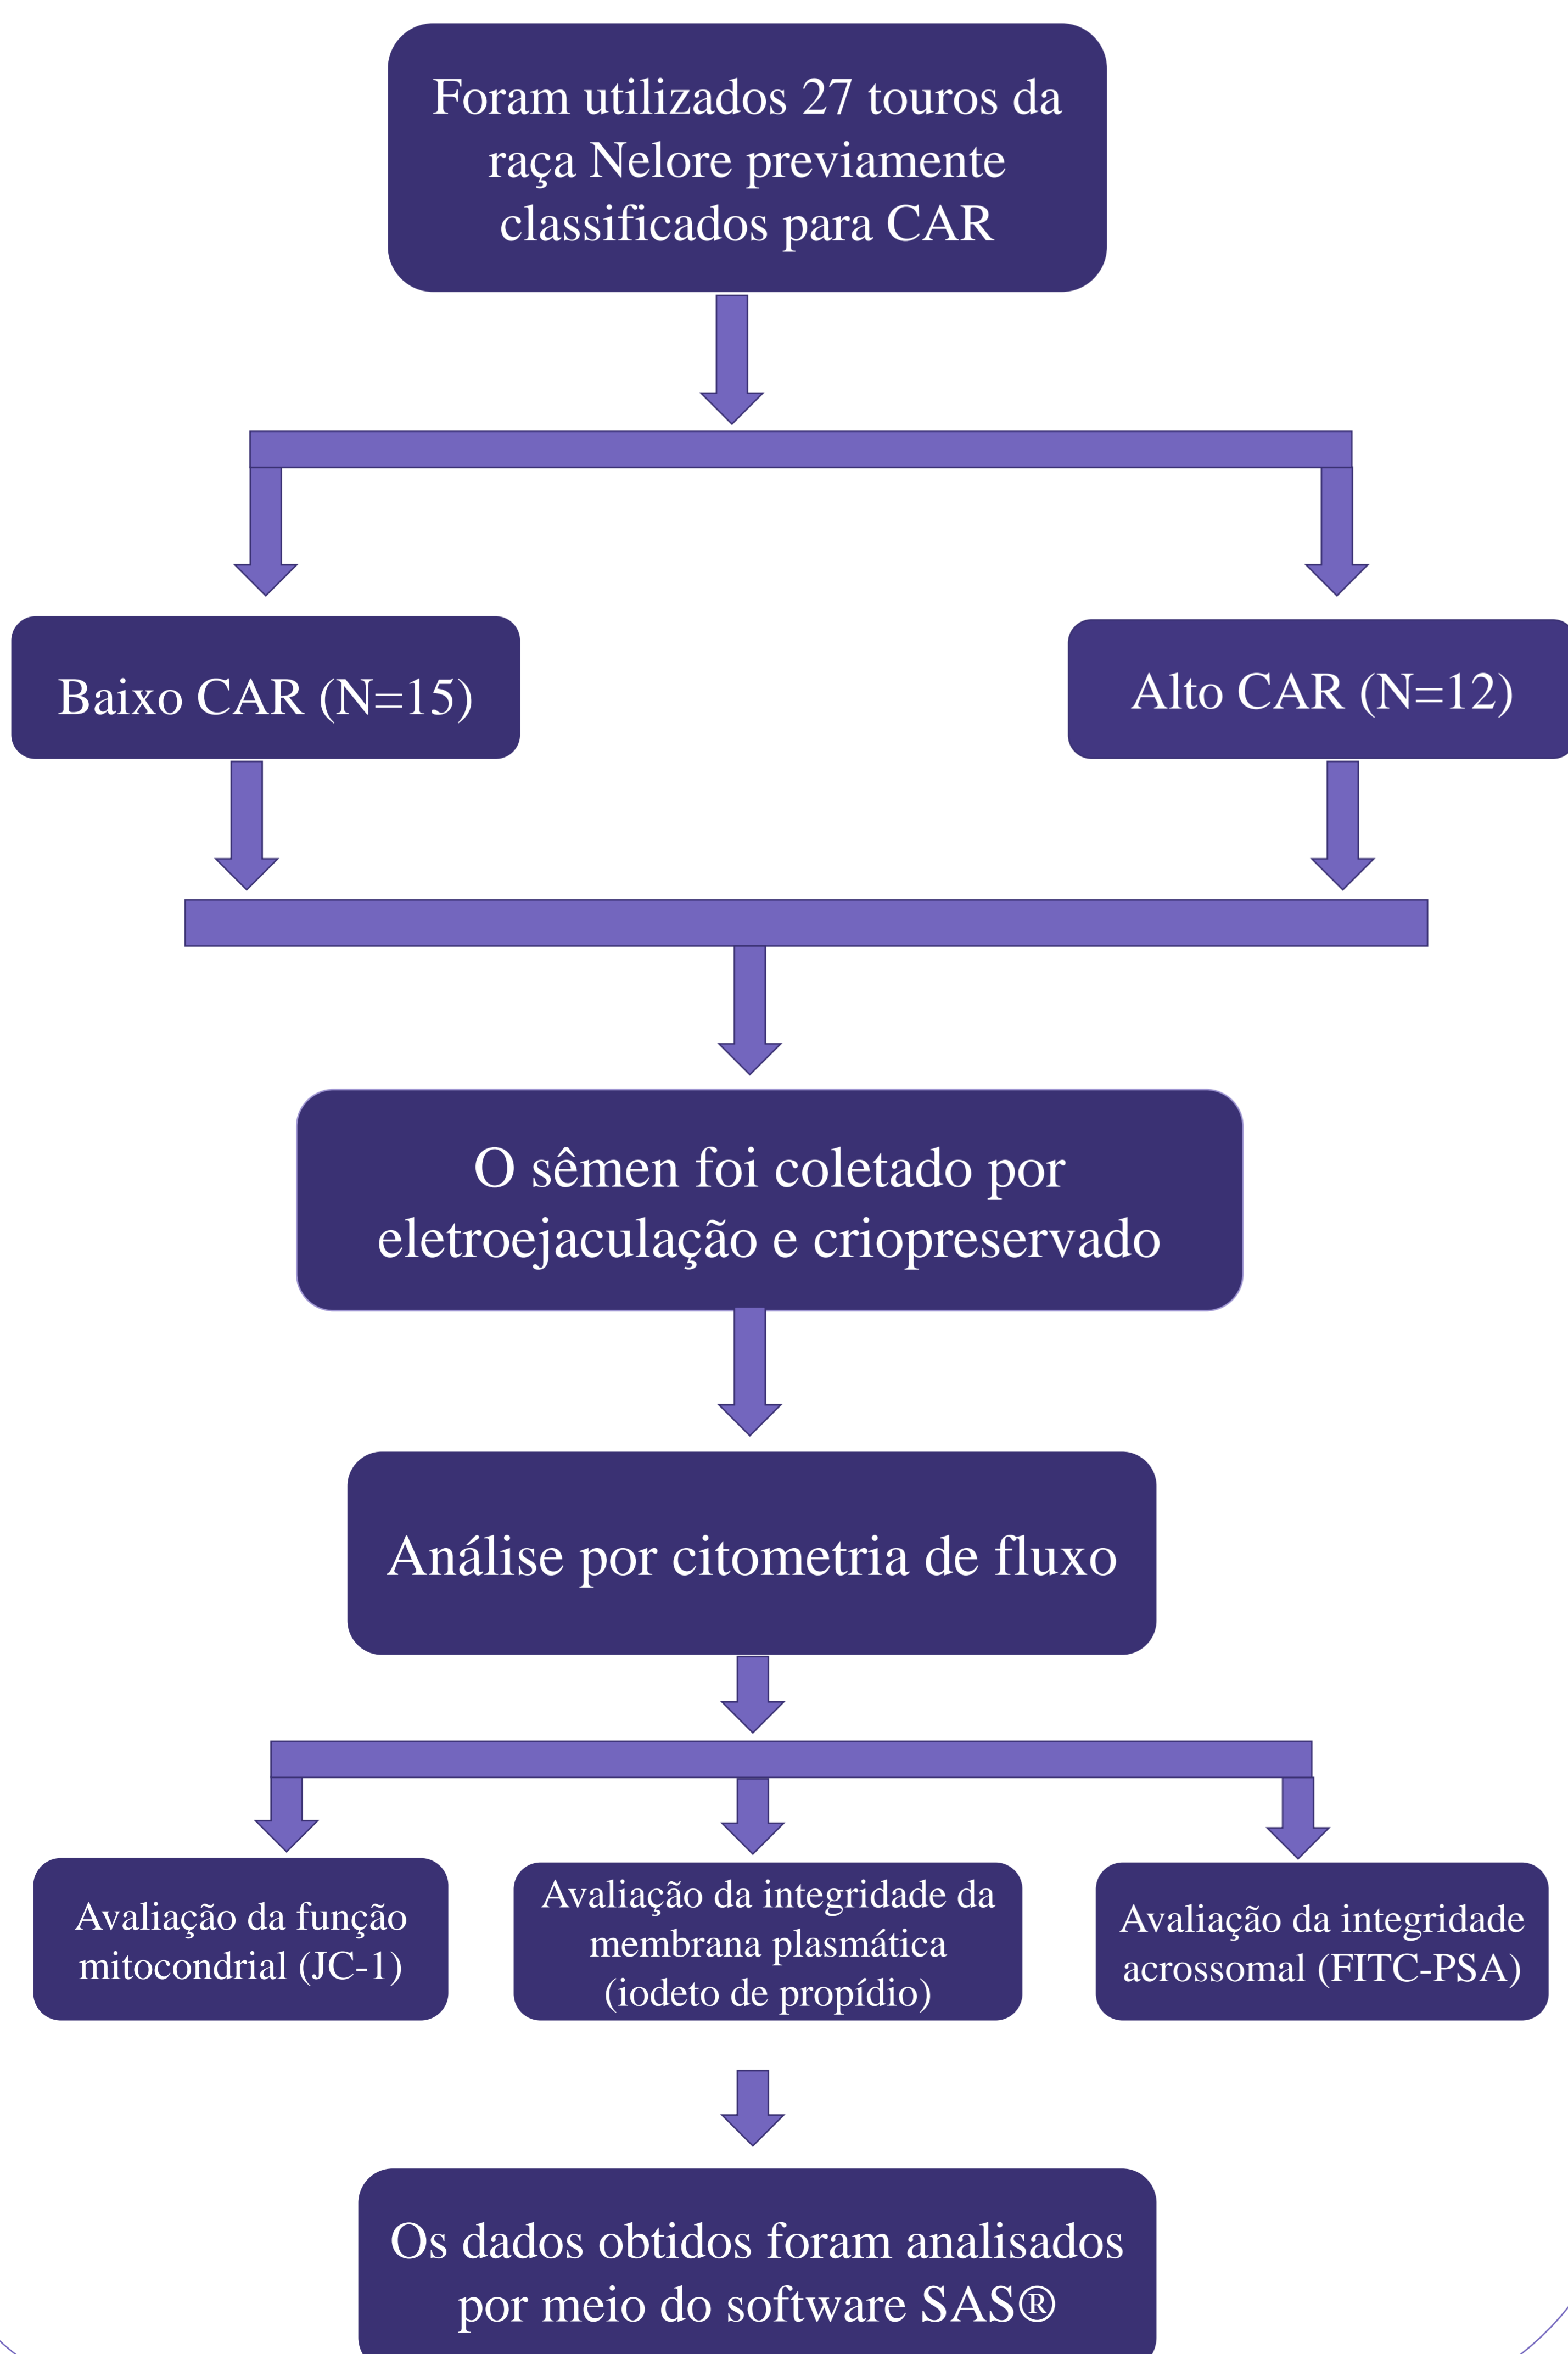 Foram utilizados 27 touros da
raça Nelore previamente
classificados para CAR
Baixo CAR (N=15)
Alto CAR (N=12)
O sêmen foi coletado por
eletroejaculação e criopreservado
Análise por citometria de fluxo
Avaliação da função
mitocondrial (JC-1)
Avaliação da integridade da
membrana plasmática
(iodeto de propídio)
Avaliação da integridade
acrossomal (FITC-PSA)
Os dados obtidos foram analisados
por meio do software SAS®